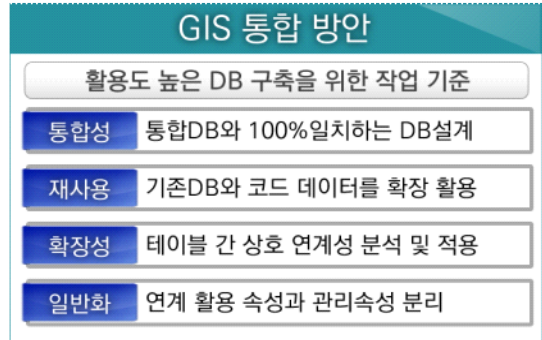 GIS 통합 방안
활용도 높은 DB 구축을 위한 작업 기준
통합성 통합DB와 100%일치하는 DB설계
재사용 기존DB와 코드 데이터를 확장 활용
확장성 테이블 간 상호 연계성 분석 및 적용
일반화 연계 활용 속성과 관리속성 분리